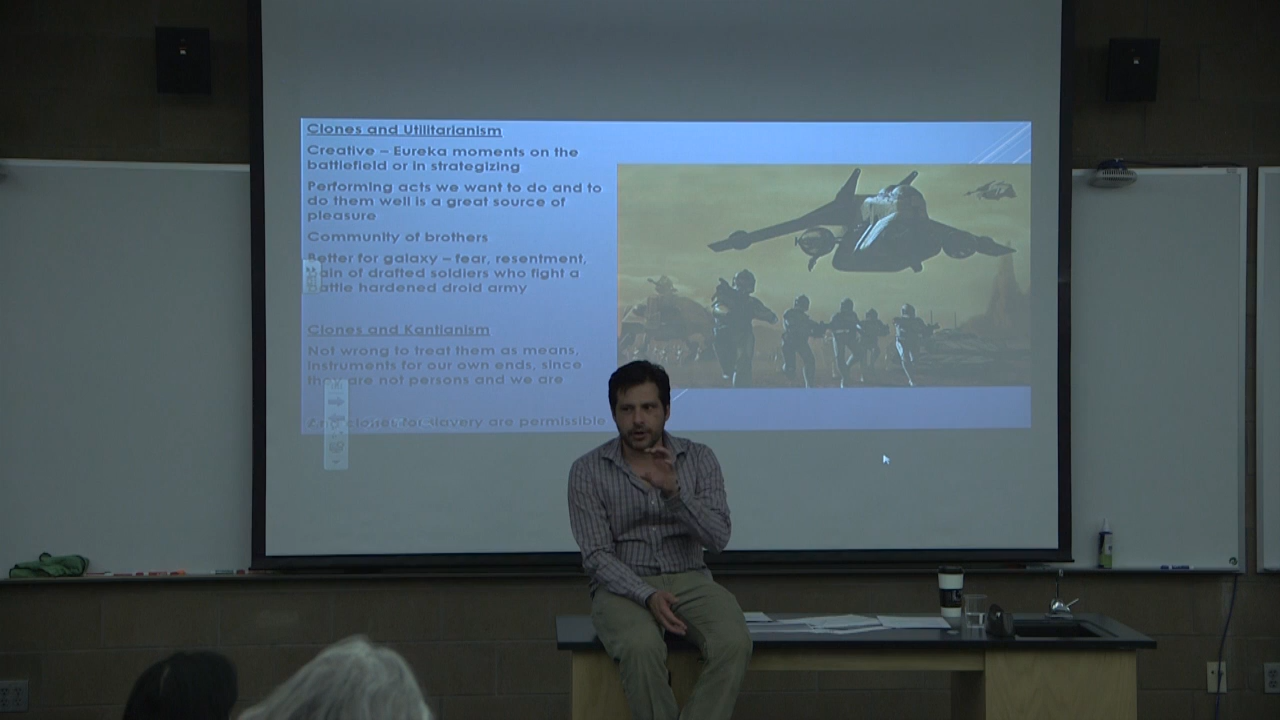 Clones and Utilitarianism
Creative – Eureka moments on the
battlefield or in strategizing
Performing acts we want to do and to
do them well is a great source of
pleasure
Community of brothers
Better for galaxy – fear, resentment,
pain of drafted soldiers who fight a
battle hardened droid army
Clones and Kantianism
Not wrong to treat them as means,
instruments for our own ends, since
they are not persons and we are
slavery are permissible